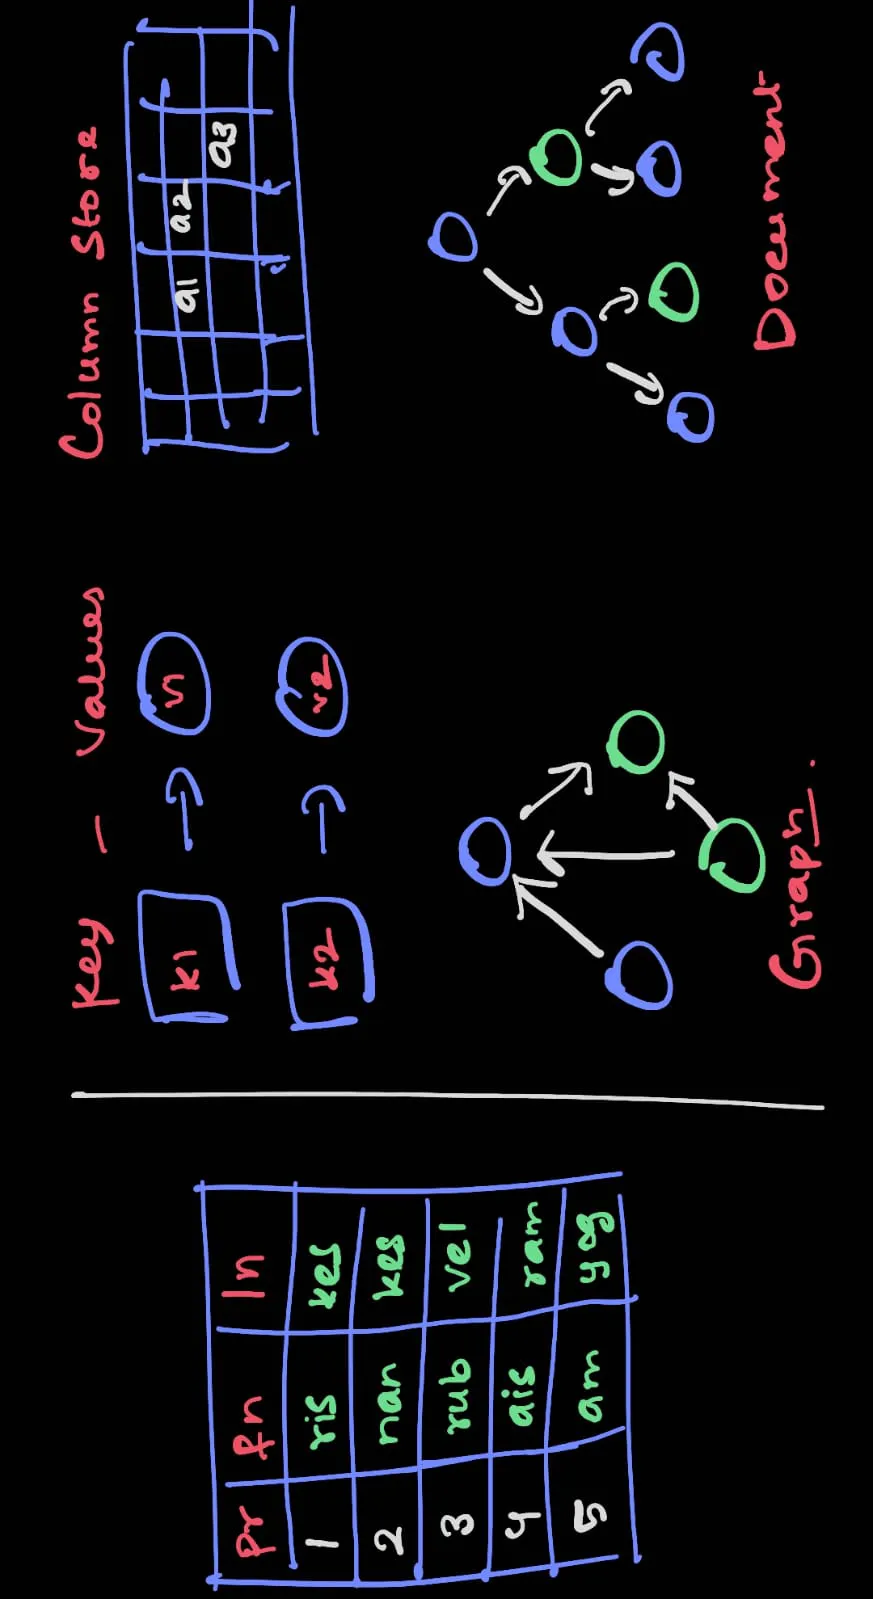 pr fn ln
1 ris kes
2 nan kes
3 rub vel
4 ais ram
5 am yog
Key — Values
k1 → v1
k2 → v2
Column Store
a1 a2
a3
Graph.
Document